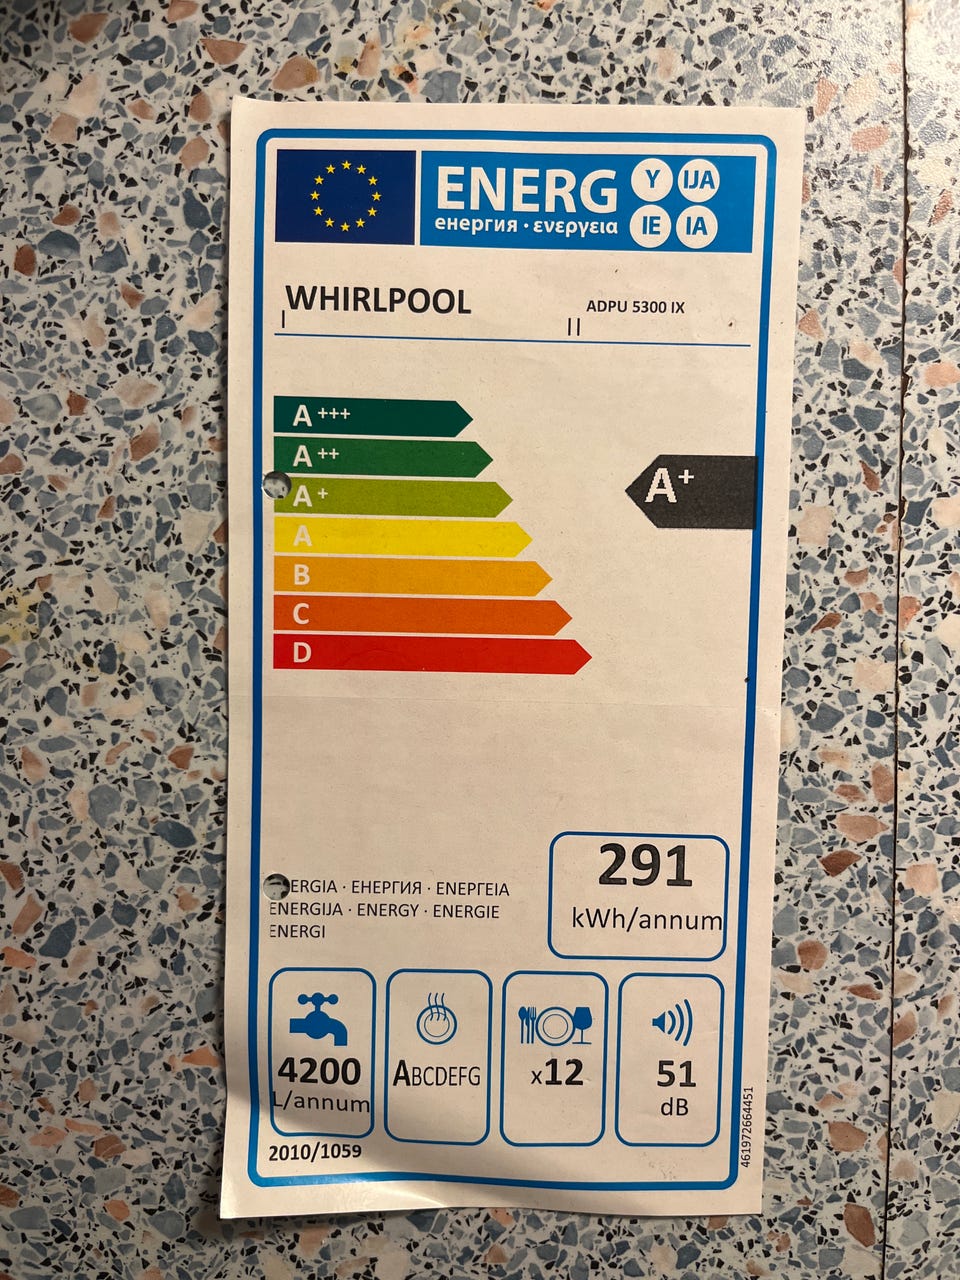 ENERG
енергия · ενεργεια
Y IJA
IE IA
WHIRLPOOL
ADPU 5300 IX
I
II
A+++
A++
A+
A
B
C
D
A+
291
kWh/annum
ERGIA · ЕНЕРГИЯ · ΕΝΕΡΓΕΙΑ
ENERGIJA · ENERGY · ENERGIE
ENERGI
4200
L/annum
ABCDEFG
x12
51
dB
2010/1059
461972664451